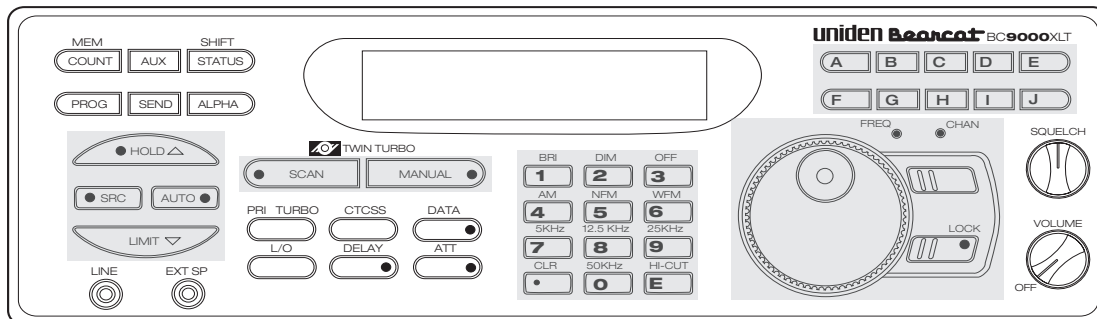 MEM SHIFT
COUNT AUX STATUS
PROG SEND ALPHA
uniden Bearcat BC9000XLT
A B C D E
F G H I J
FREQ CHAN
HOLD △
SRC AUTO
LIMIT ▽
LINE EXT SP
TWIN TURBO
SCAN MANUAL
PRI TURBO CTCSS DATA
L/O DELAY ATT
BRI DIM OFF
1 2 3
AM NFM WFM
4 5 6
5KHz 12.5 KHz 25KHz
7 8 9
CLR 50KHz HI-CUT
. 0 E
LOCK
SQUELCH
VOLUME
OFF